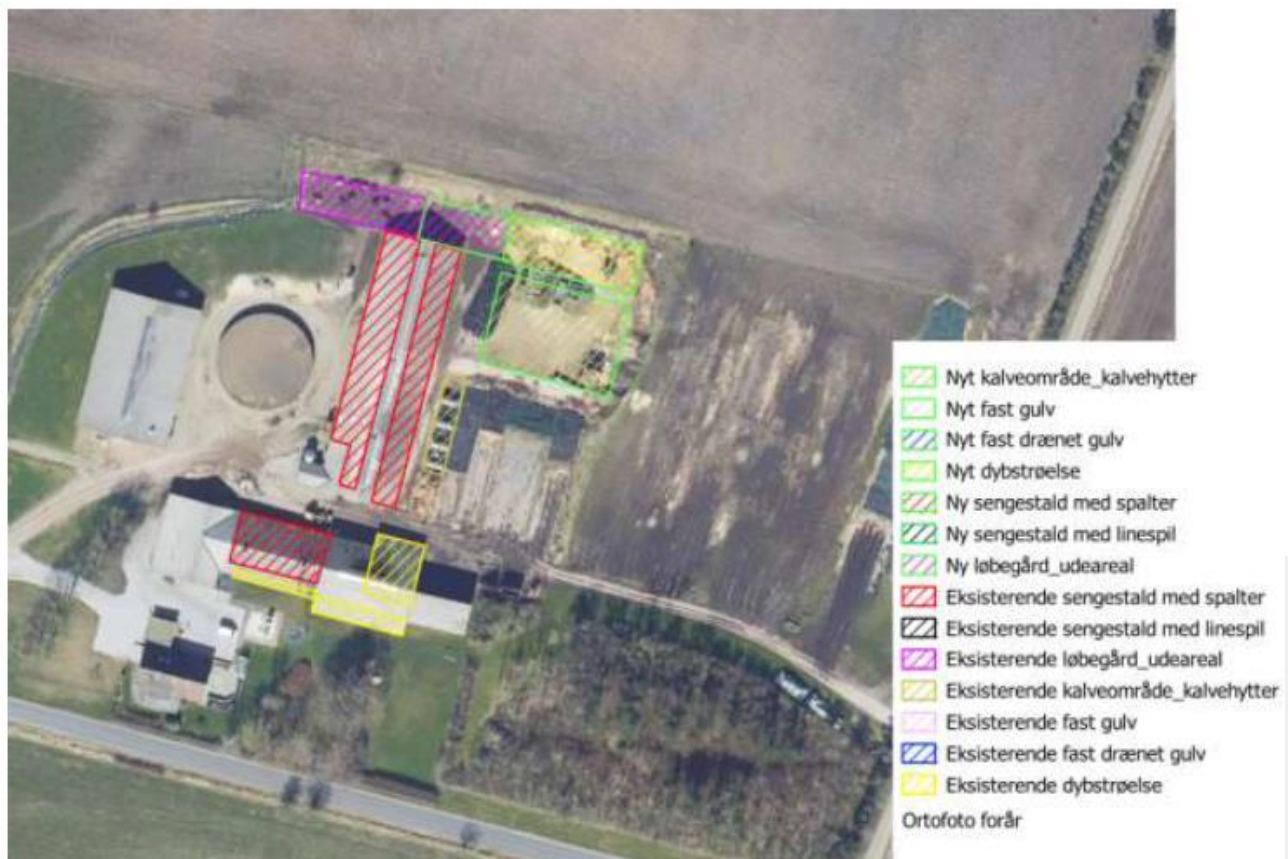 Nyt kalveområde_kalvehytter
Nyt fast gulv
Nyt fast drænet gulv
Nyt dybstrøelse
Ny sengestald med spalter
Ny sengestald med linespil
Ny løbegård_udeareal
Eksisterende sengestald med spalter
Eksisterende sengestald med linespil
Eksisterende løbegård_udeareal
Eksisterende kalveområde_kalvehytter
Eksisterende fast gulv
Eksisterende fast drænet gulv
Eksisterende dybstrøelse
Ortofoto forår